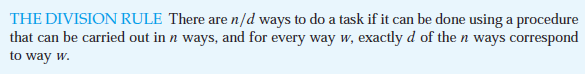 THE DIVISION RULE There are n/d ways to do a task if it can be done using a procedure
that can be carried out in n ways, and for every way w, exactly d of the n ways correspond
to way w.